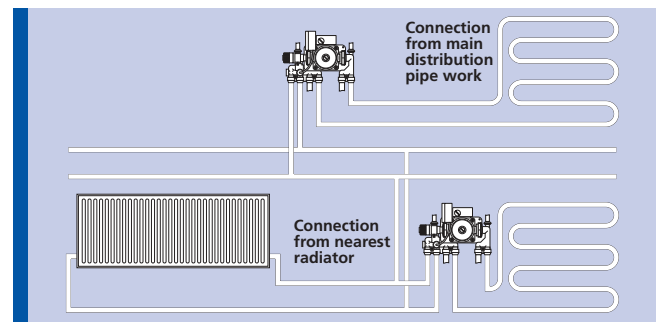 Connection
from main
distribution
pipe work
Connection
from nearest
radiator